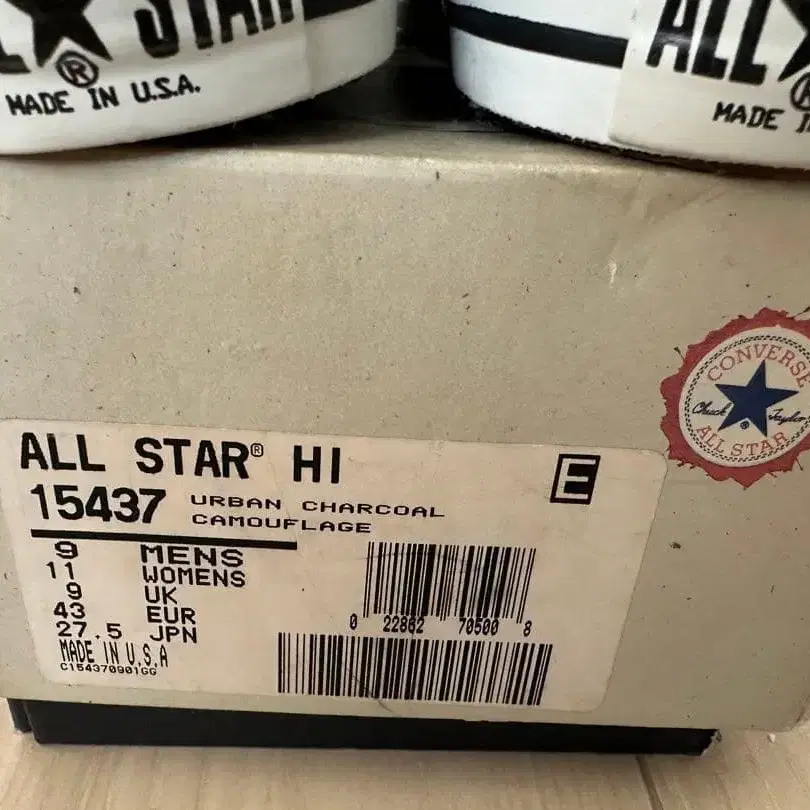 ALL STAR
®
MADE IN U.S.A.
ALL
®
MADE
CONVERSE
Chuck Taylor
®
ALL STAR
ALL STAR® HI
E
15437 URBAN CHARCOAL
CAMOUFLAGE
9 MENS
11 WOMENS
9 UK
43 EUR
27.5 JPN
MADE IN U.S.A
C154370901GG
0 22862 70500 8